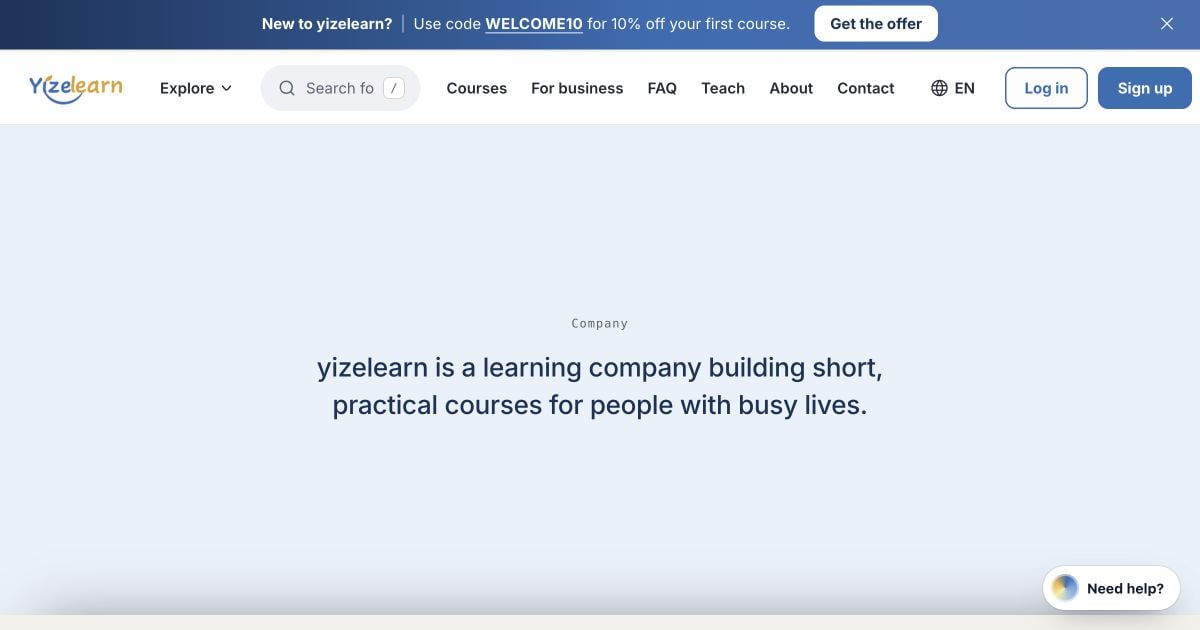 New to yizelearn? Use code WELCOME10 for 10% off your first course. Get the offer
Yizelearn Explore Search fo / Courses For business FAQ Teach About Contact EN Log in Sign up
Company
yizelearn is a learning company building short,
practical courses for people with busy lives.
Need help?